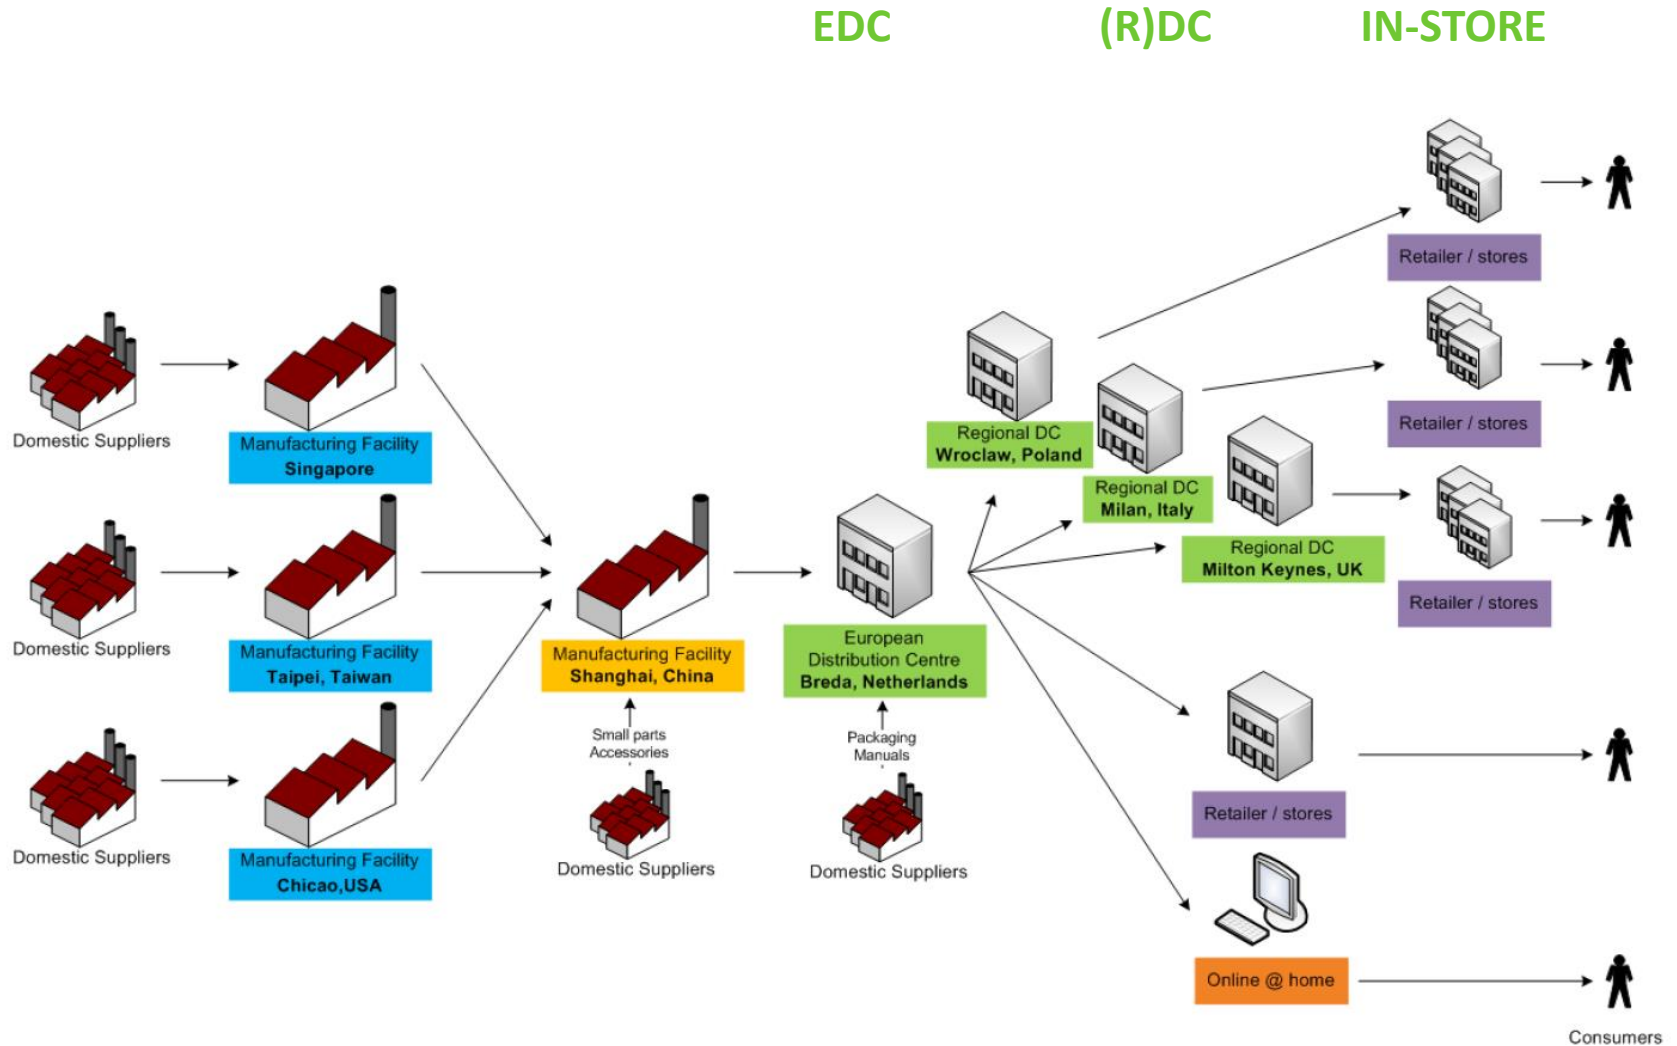 EDC
(R)DC
IN-STORE
Retailer / stores
Retailer / stores
Retailer / stores
Regional DC
Wroclaw, Poland
Regional DC
Milan, Italy
Regional DC
Milton Keynes, UK
Domestic Suppliers
Manufacturing Facility
Singapore
Domestic Suppliers
Manufacturing Facility
Taipei, Taiwan
Manufacturing Facility
Shanghai, China
European
Distribution Centre
Breda, Netherlands
Small parts
Accessories
Packaging
Manuals
Domestic Suppliers
Manufacturing Facility
Chicao,USA
Domestic Suppliers
Domestic Suppliers
Retailer / stores
Online @ home
Consumers